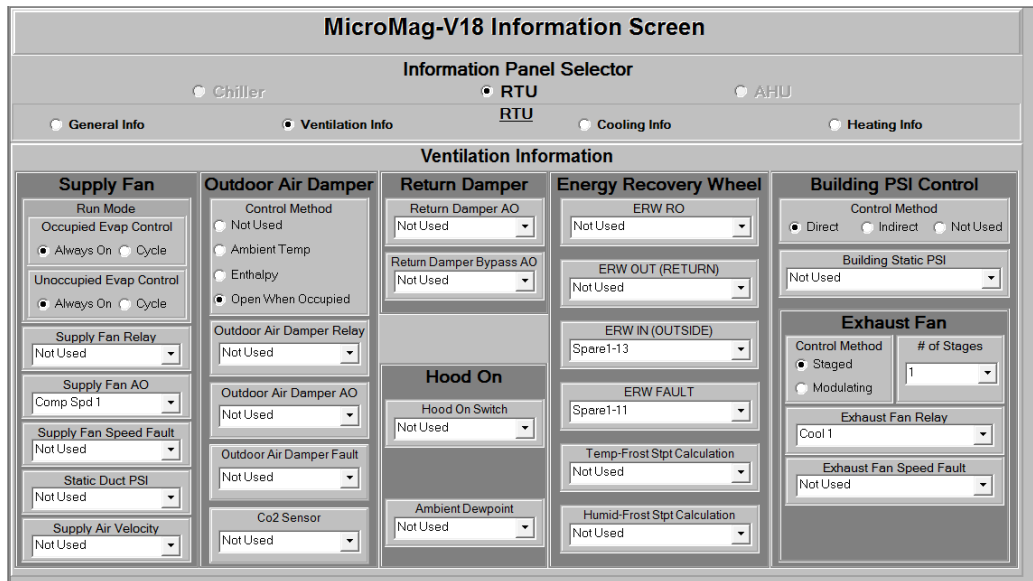 MicroMag-V18 Information Screen
Information Panel Selector
Chiller
RTU
AHU
RTU
General Info
Ventilation Info
Cooling Info
Heating Info
Ventilation Information
Supply Fan
Run Mode
Occupied Evap Control
Always On
Cycle
Unoccupied Evap Control
Always On
Cycle
Supply Fan Relay
Not Used
Supply Fan AO
Comp Spd 1
Supply Fan Speed Fault
Not Used
Static Duct PSI
Not Used
Supply Air Velocity
Not Used
Outdoor Air Damper
Control Method
Not Used
Ambient Temp
Enthalpy
Open When Occupied
Outdoor Air Damper Relay
Not Used
Outdoor Air Damper AO
Not Used
Outdoor Air Damper Fault
Not Used
Co2 Sensor
Not Used
Return Damper
Return Damper AO
Not Used
Return Damper Bypass AO
Not Used
Hood On
Hood On Switch
Not Used
Ambient Dewpoint
Not Used
Energy Recovery Wheel
ERW RO
Not Used
ERW OUT (RETURN)
Not Used
ERW IN (OUTSIDE)
Spare1-13
ERW FAULT
Spare1-11
Temp-Frost Stpt Calculation
Not Used
Humid-Frost Stpt Calculation
Not Used
Building PSI Control
Control Method
Direct
Indirect
Not Used
Building Static PSI
Not Used
Exhaust Fan
Control Method
Staged
Modulating
# of Stages
1
Exhaust Fan Relay
Cool 1
Exhaust Fan Speed Fault
Not Used